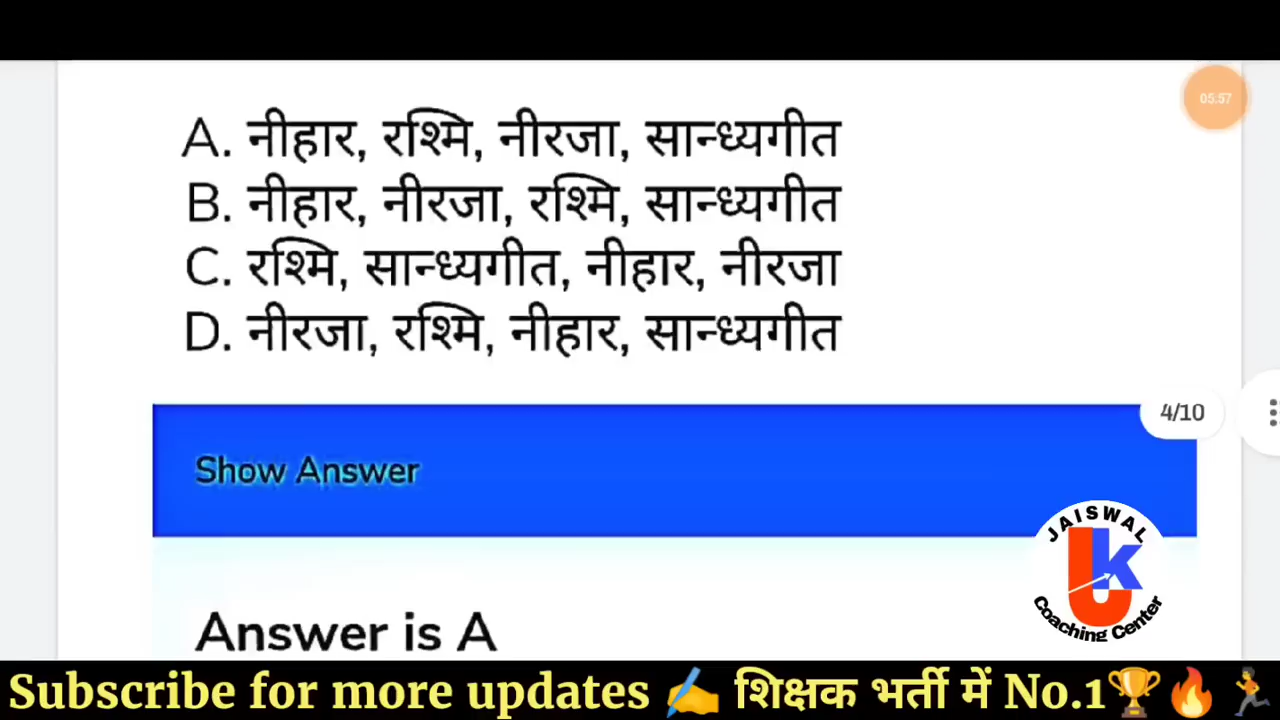 05:57
A. नीहार, रश्मि, नीरजा, सान्ध्यगीत
B. नीहार, नीरजा, रश्मि, सान्ध्यगीत
C. रश्मि, सान्ध्यगीत, नीहार, नीरजा
D. नीरजा, रश्मि, नीहार, सान्ध्यगीत
4/10
Show Answer
JAISWAL
JK
Coaching Center
Answer is A
Subscribe for more updates ✍️ शिक्षक भर्ती में No.1🏆🔥🏃